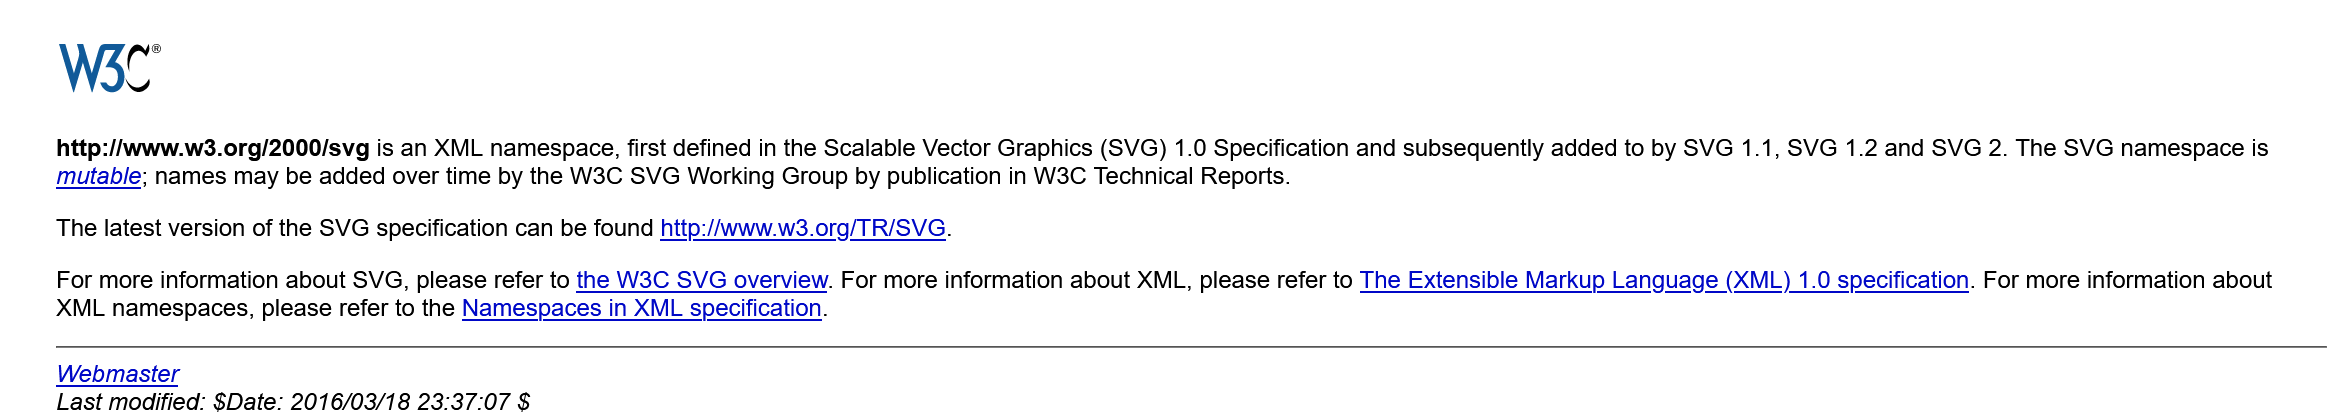 W3C®
http://www.w3.org/2000/svg is an XML namespace, first defined in the Scalable Vector Graphics (SVG) 1.0 Specification and subsequently added to by SVG 1.1, SVG 1.2 and SVG 2. The SVG namespace is
mutable; names may be added over time by the W3C SVG Working Group by publication in W3C Technical Reports.
The latest version of the SVG specification can be found http://www.w3.org/TR/SVG.
For more information about SVG, please refer to the W3C SVG overview. For more information about XML, please refer to The Extensible Markup Language (XML) 1.0 specification. For more information about
XML namespaces, please refer to the Namespaces in XML specification.
Webmaster
Last modified: $Date: 2016/03/18 23:37:07 $